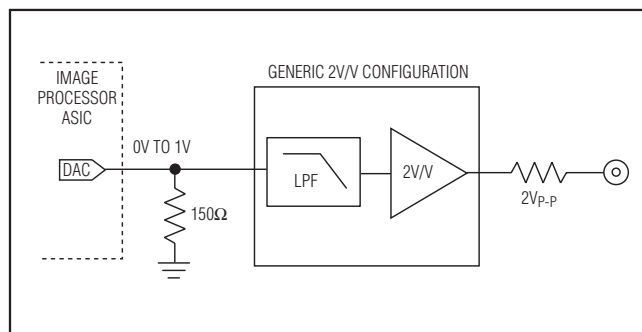 IMAGE
PROCESSOR
ASIC
DAC
0V TO 1V
150Ω
GENERIC 2V/V CONFIGURATION
LPF
2V/V
2VP-P